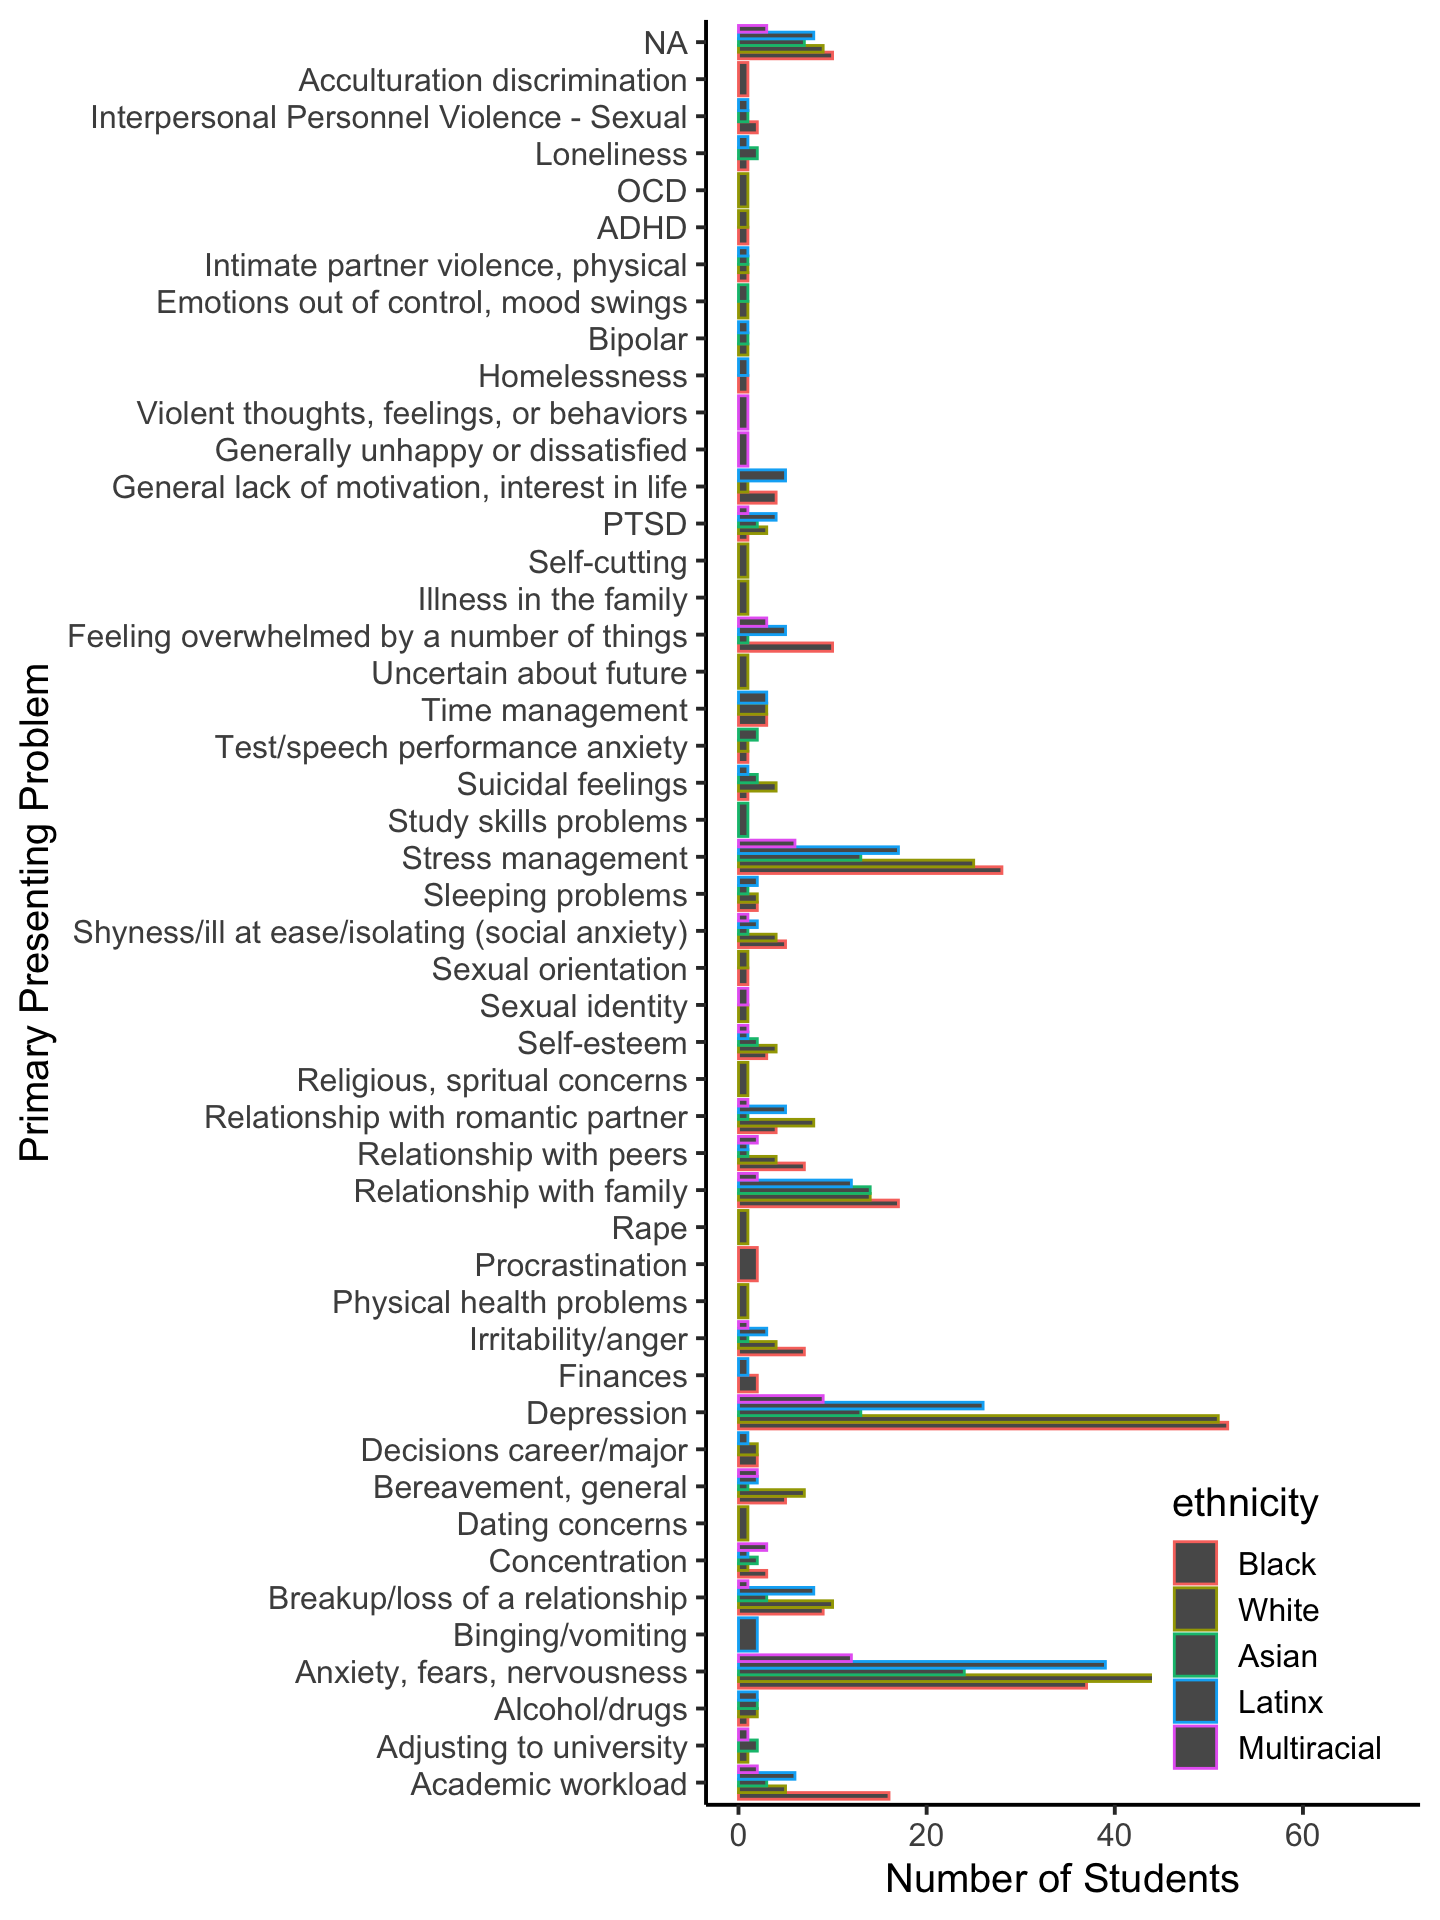 NA
Acculturation discrimination
Interpersonal Personnel Violence - Sexual
Loneliness
OCD
ADHD
Intimate partner violence, physical
Emotions out of control, mood swings
Bipolar
Homelessness
Violent thoughts, feelings, or behaviors
Generally unhappy or dissatisfied
General lack of motivation, interest in life
PTSD
Self-cutting
Illness in the family
Feeling overwhelmed by a number of things
Uncertain about future
Time management
Test/speech performance anxiety
Suicidal feelings
Study skills problems
Stress management
Sleeping problems
Shyness/ill at ease/isolating (social anxiety)
Sexual orientation
Sexual identity
Self-esteem
Religious, spritual concerns
Relationship with romantic partner
Relationship with peers
Relationship with family
Rape
Procrastination
Physical health problems
Irritability/anger
Finances
Depression
Decisions career/major
Bereavement, general
Dating concerns
Concentration
Breakup/loss of a relationship
Binging/vomiting
Anxiety, fears, nervousness
Alcohol/drugs
Adjusting to university
Academic workload
Primary Presenting Problem
0 20 40 60
Number of Students
ethnicity
Black
White
Asian
Latinx
Multiracial